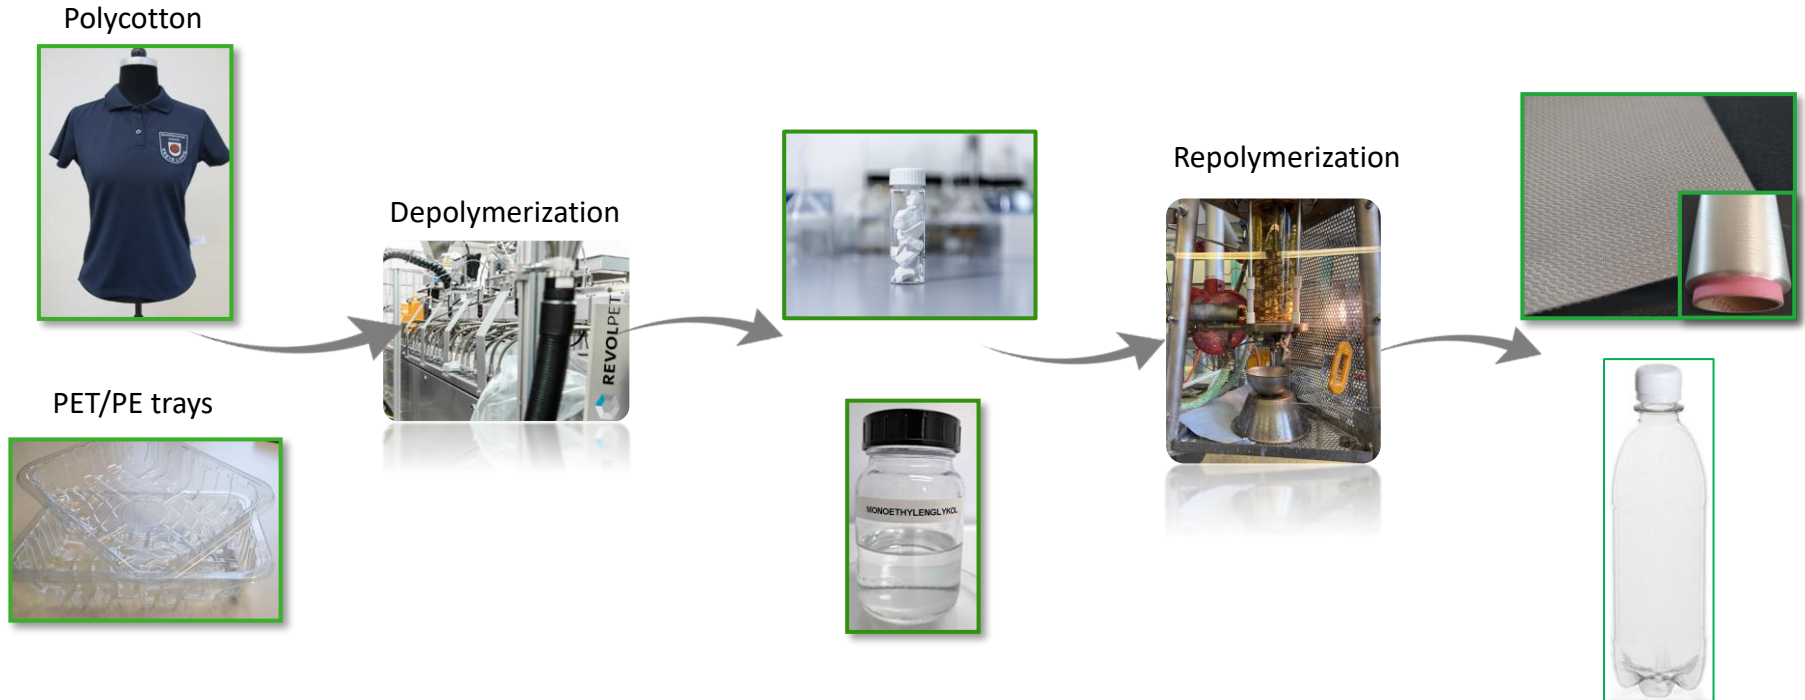 Polycotton
Depolymerization
REVOLPET
PET/PE trays
MONOETHYLENGLYKOL
Repolymerization